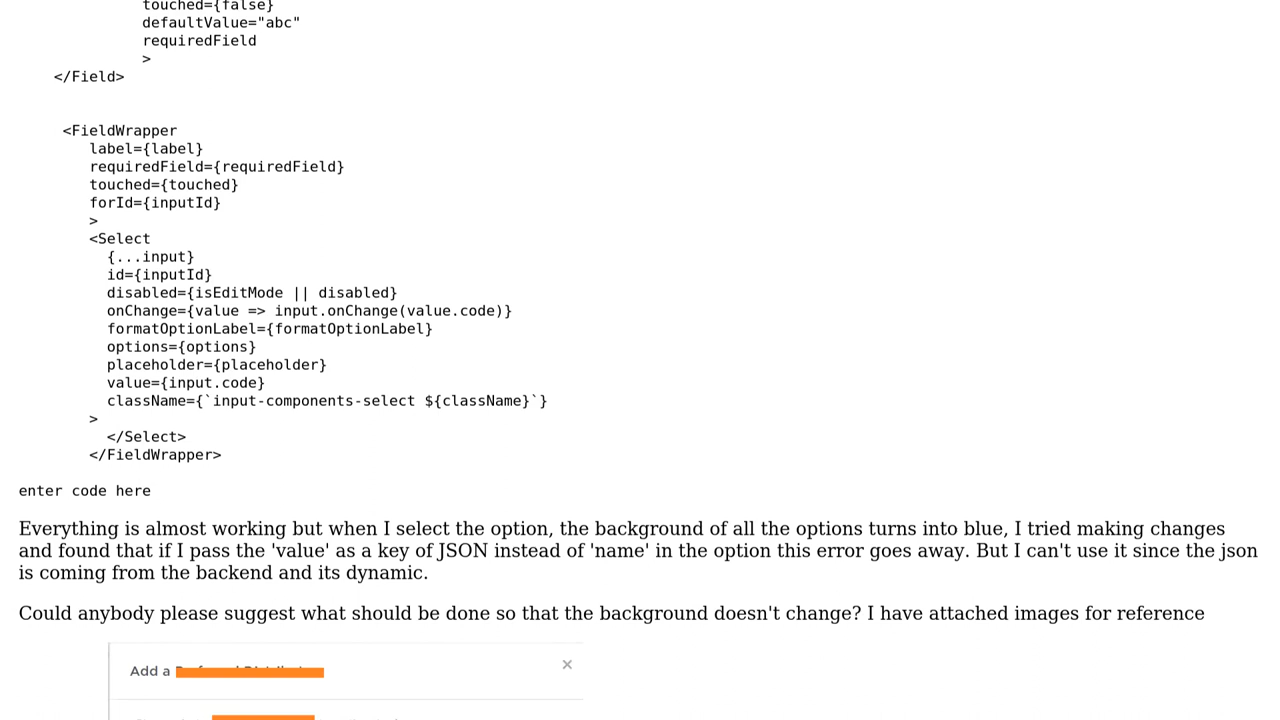 touched={false}
defaultValue="abc"
requiredField
>
</Field>
<FieldWrapper
label={label}
requiredField={requiredField}
touched={touched}
forId={inputId}
>
<Select
{...input}
id={inputId}
disabled={isEditMode || disabled}
onChange={value => input.onChange(value.code)}
formatOptionLabel={formatOptionLabel}
options={options}
placeholder={placeholder}
value={input.code}
className={`input-components-select ${className}`}
>
</Select>
</FieldWrapper>
enter code here
Everything is almost working but when I select the option, the background of all the options turns into blue, I tried making changes
and found that if I pass the 'value' as a key of JSON instead of 'name' in the option this error goes away. But I can't use it since the json
is coming from the backend and its dynamic.
Could anybody please suggest what should be done so that the background doesn't change? I have attached images for reference
Add a ×